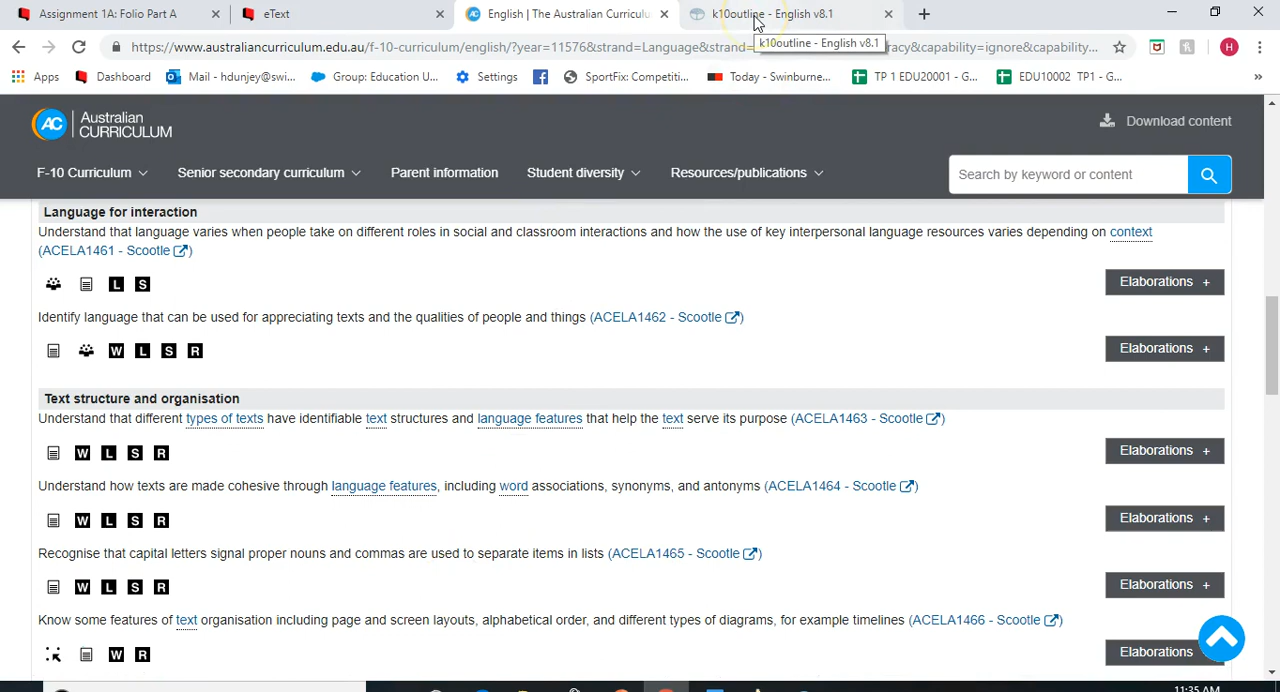 Assignment 1A: Folio Part A
eText
English | The Australian Curriculu
k10outline - English v8.1
k10outline - English v8.1
https://www.australiancurriculum.edu.au/f-10-curriculum/english/?year=11576&strand=Language&strand= racy&capability=ignore&capability...
H
Apps
Dashboard
Mail - hdunjey@swi...
Group: Education U...
Settings
SportFix: Competiti...
Today - Swinburne...
TP 1 EDU20001 - G...
EDU10002 TP1 - G...
»
AC Australian CURRICULUM
Download content
F-10 Curriculum
Senior secondary curriculum
Parent information
Student diversity
Resources/publications
Search by keyword or content
Language for interaction
Understand that language varies when people take on different roles in social and classroom interactions and how the use of key interpersonal language resources varies depending on context
(ACELA1461 - Scootle )
L S
Elaborations +
Identify language that can be used for appreciating texts and the qualities of people and things (ACELA1462 - Scootle )
W L S R
Elaborations +
Text structure and organisation
Understand that different types of texts have identifiable text structures and language features that help the text serve its purpose (ACELA1463 - Scootle )
W L S R
Elaborations +
Understand how texts are made cohesive through language features, including word associations, synonyms, and antonyms (ACELA1464 - Scootle )
W L S R
Elaborations +
Recognise that capital letters signal proper nouns and commas are used to separate items in lists (ACELA1465 - Scootle )
W L S R
Elaborations +
Know some features of text organisation including page and screen layouts, alphabetical order, and different types of diagrams, for example timelines (ACELA1466 - Scootle )
W R
Elaborations
11:35 AM